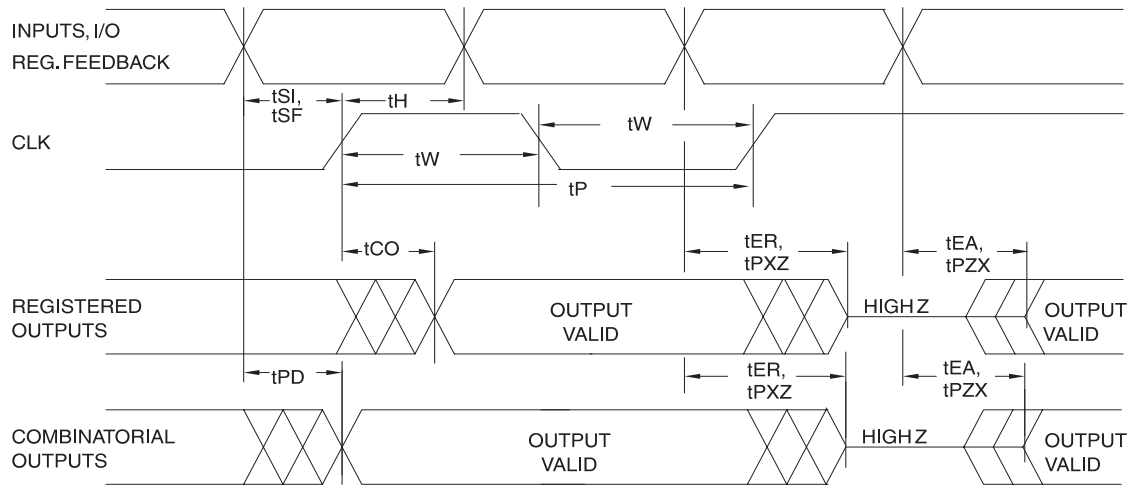 INPUTS, I/O
REG. FEEDBACK
tSI,
tSF
tH
CLK
tW
tW
tP
tCO
tER,
tPXZ
tEA,
tPZX
REGISTERED
OUTPUTS
OUTPUT
VALID
HIGH Z
OUTPUT
VALID
tPD
tER,
tPXZ
tEA,
tPZX
COMBINATORIAL
OUTPUTS
OUTPUT
VALID
HIGH Z
OUTPUT
VALID